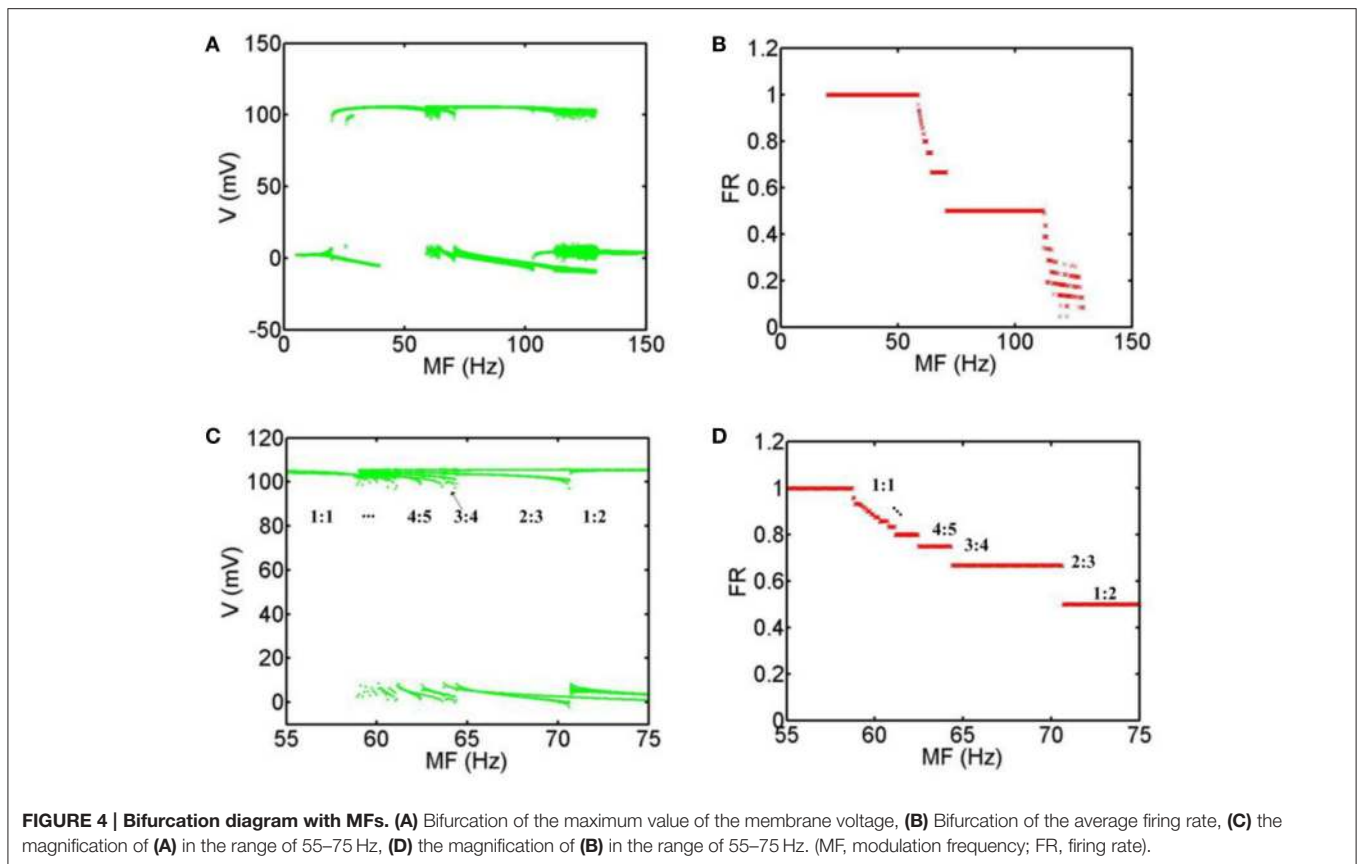 A
150
100
50
0
-50
V (mV)
0 50 100 150
MF (Hz)
B
1.2
1
0.8
0.6
0.4
0.2
0
FR
0 50 100 150
MF (Hz)
C
120
100
80
60
40
20
0
V (mV)
1:1 ... 4:5 3:4 2:3 1:2
55 60 65 70 75
MF (Hz)
D
1.2
1
0.8
0.6
0.4
0.2
0
FR
1:1
...
4:5
3:4
2:3
1:2
55 60 65 70 75
MF (Hz)
FIGURE 4 | Bifurcation diagram with MFs. (A) Bifurcation of the maximum value of the membrane voltage, (B) Bifurcation of the average firing rate, (C) the
magnification of (A) in the range of 55–75 Hz, (D) the magnification of (B) in the range of 55–75 Hz. (MF, modulation frequency; FR, firing rate).